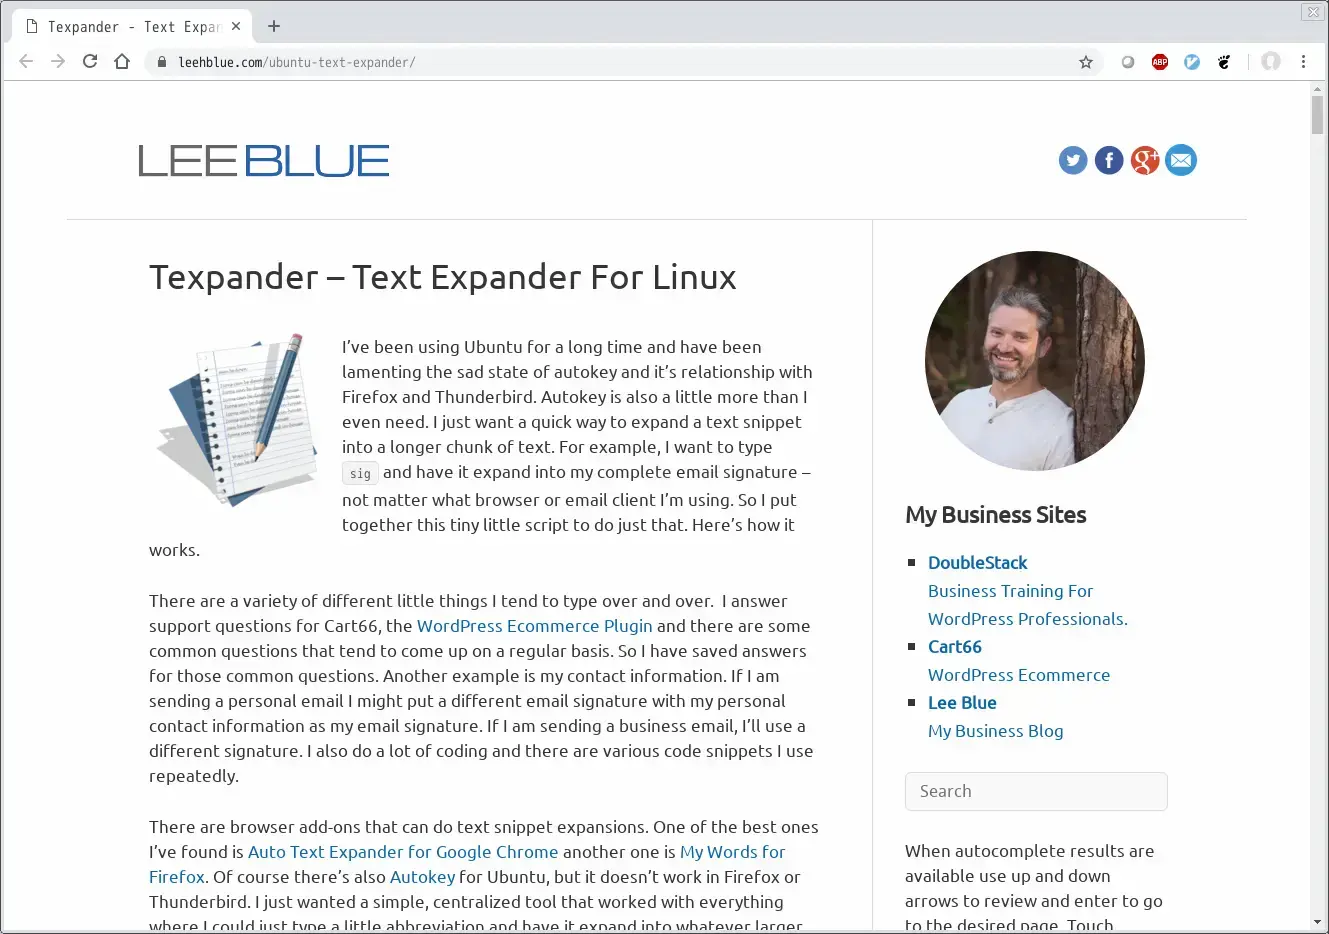 Texpander - Text Expan
leehblue.com/ubuntu-text-expander/
ABP
LEE BLUE
Texpander – Text Expander For Linux
I’ve been using Ubuntu for a long time and have been
lamenting the sad state of autokey and it’s relationship with
Firefox and Thunderbird. Autokey is also a little more than I
even need. I just want a quick way to expand a text snippet
into a longer chunk of text. For example, I want to type
sig and have it expand into my complete email signature –
not matter what browser or email client I’m using. So I put
together this tiny little script to do just that. Here’s how it
works.
There are a variety of different little things I tend to type over and over.  I answer
support questions for Cart66, the WordPress Ecommerce Plugin and there are some
common questions that tend to come up on a regular basis. So I have saved answers
for those common questions. Another example is my contact information. If I am
sending a personal email I might put a different email signature with my personal
contact information as my email signature. If I am sending a business email, I’ll use a
different signature. I also do a lot of coding and there are various code snippets I use
repeatedly.
There are browser add-ons that can do text snippet expansions. One of the best ones
I’ve found is Auto Text Expander for Google Chrome another one is My Words for
Firefox. Of course there’s also Autokey for Ubuntu, but it doesn’t work in Firefox or
Thunderbird. I just wanted a simple, centralized tool that worked with everything
where I could just type a little abbreviation and have it expand into whatever larger
My Business Sites
DoubleStack
Business Training For
WordPress Professionals.
Cart66
WordPress Ecommerce
Lee Blue
My Business Blog
Search
When autocomplete results are
available use up and down
arrows to review and enter to go
to the desired page. Touch